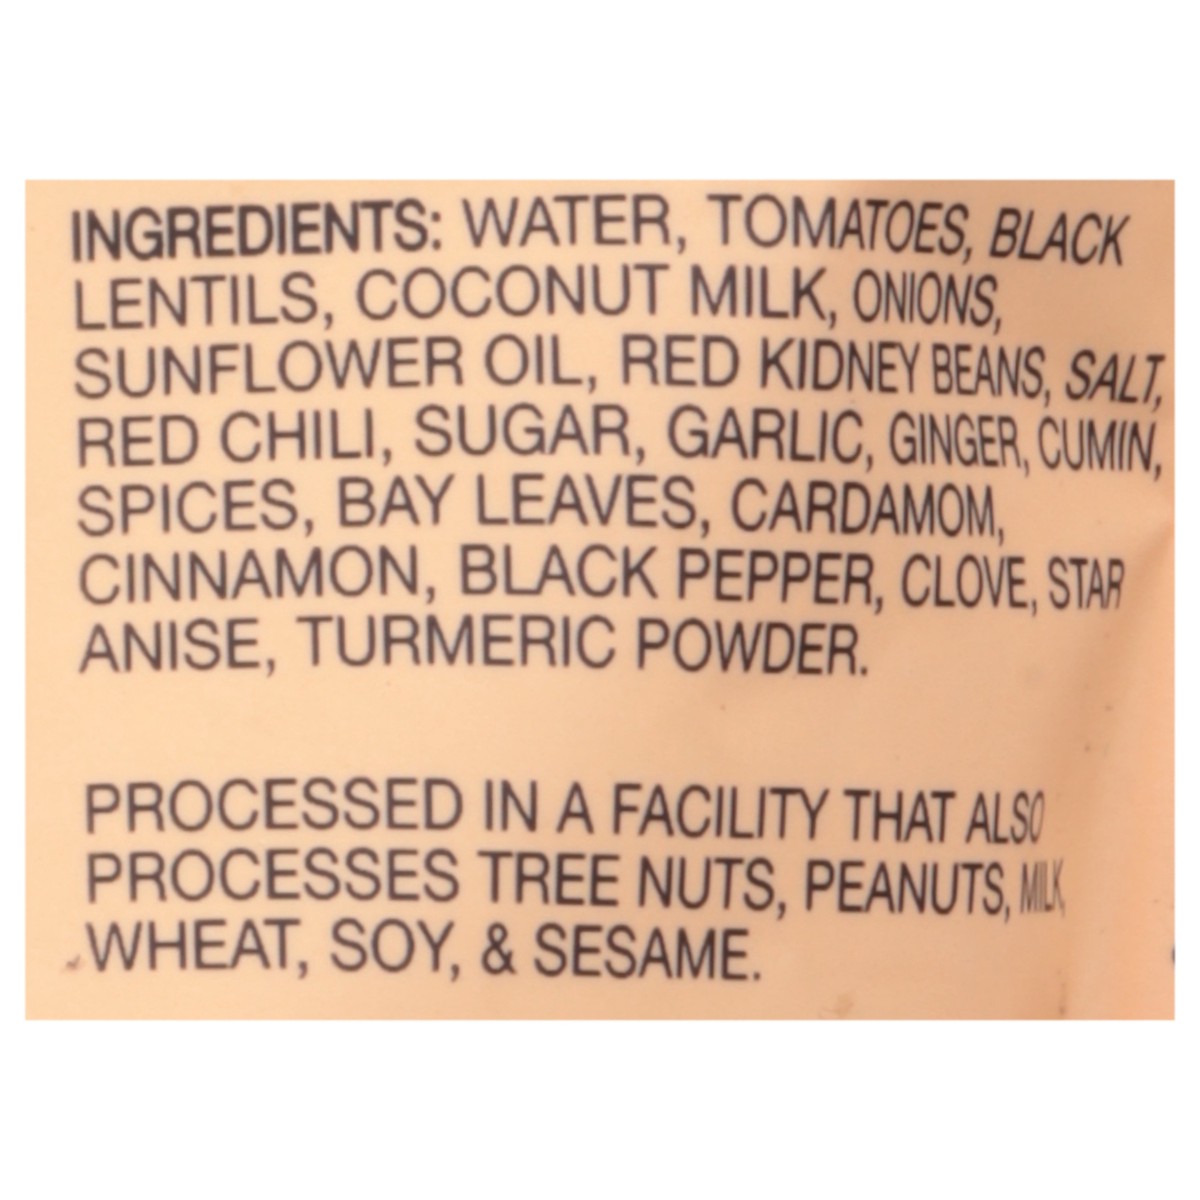 INGREDIENTS: WATER, TOMATOES, BLACK
LENTILS, COCONUT MILK, ONIONS,
SUNFLOWER OIL, RED KIDNEY BEANS, SALT,
RED CHILI, SUGAR, GARLIC, GINGER, CUMIN,
SPICES, BAY LEAVES, CARDAMOM,
CINNAMON, BLACK PEPPER, CLOVE, STAR
ANISE, TURMERIC POWDER.
PROCESSED IN A FACILITY THAT ALSO
PROCESSES TREE NUTS, PEANUTS, MILK,
WHEAT, SOY, & SESAME.